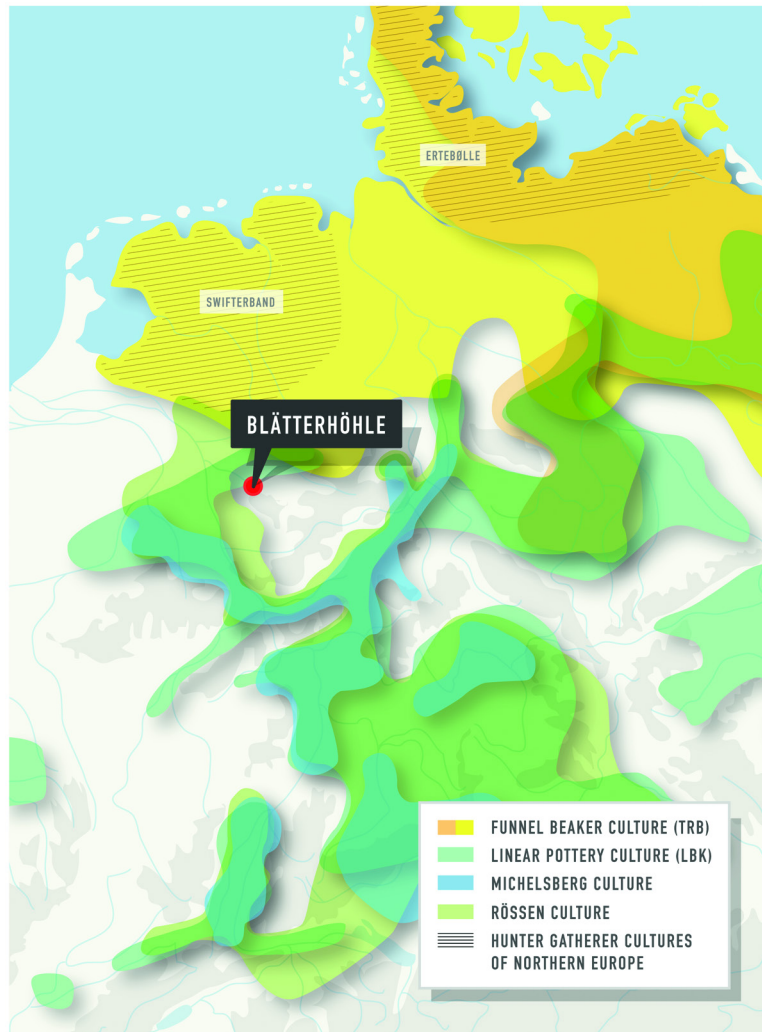 ERTEBØLLE
SWIFTERBAND
BLÄTTERHÖHLE
FUNNEL BEAKER CULTURE (TRB)
LINEAR POTTERY CULTURE (LBK)
MICHELSBERG CULTURE
RÖSSEN CULTURE
HUNTER GATHERER CULTURES
OF NORTHERN EUROPE